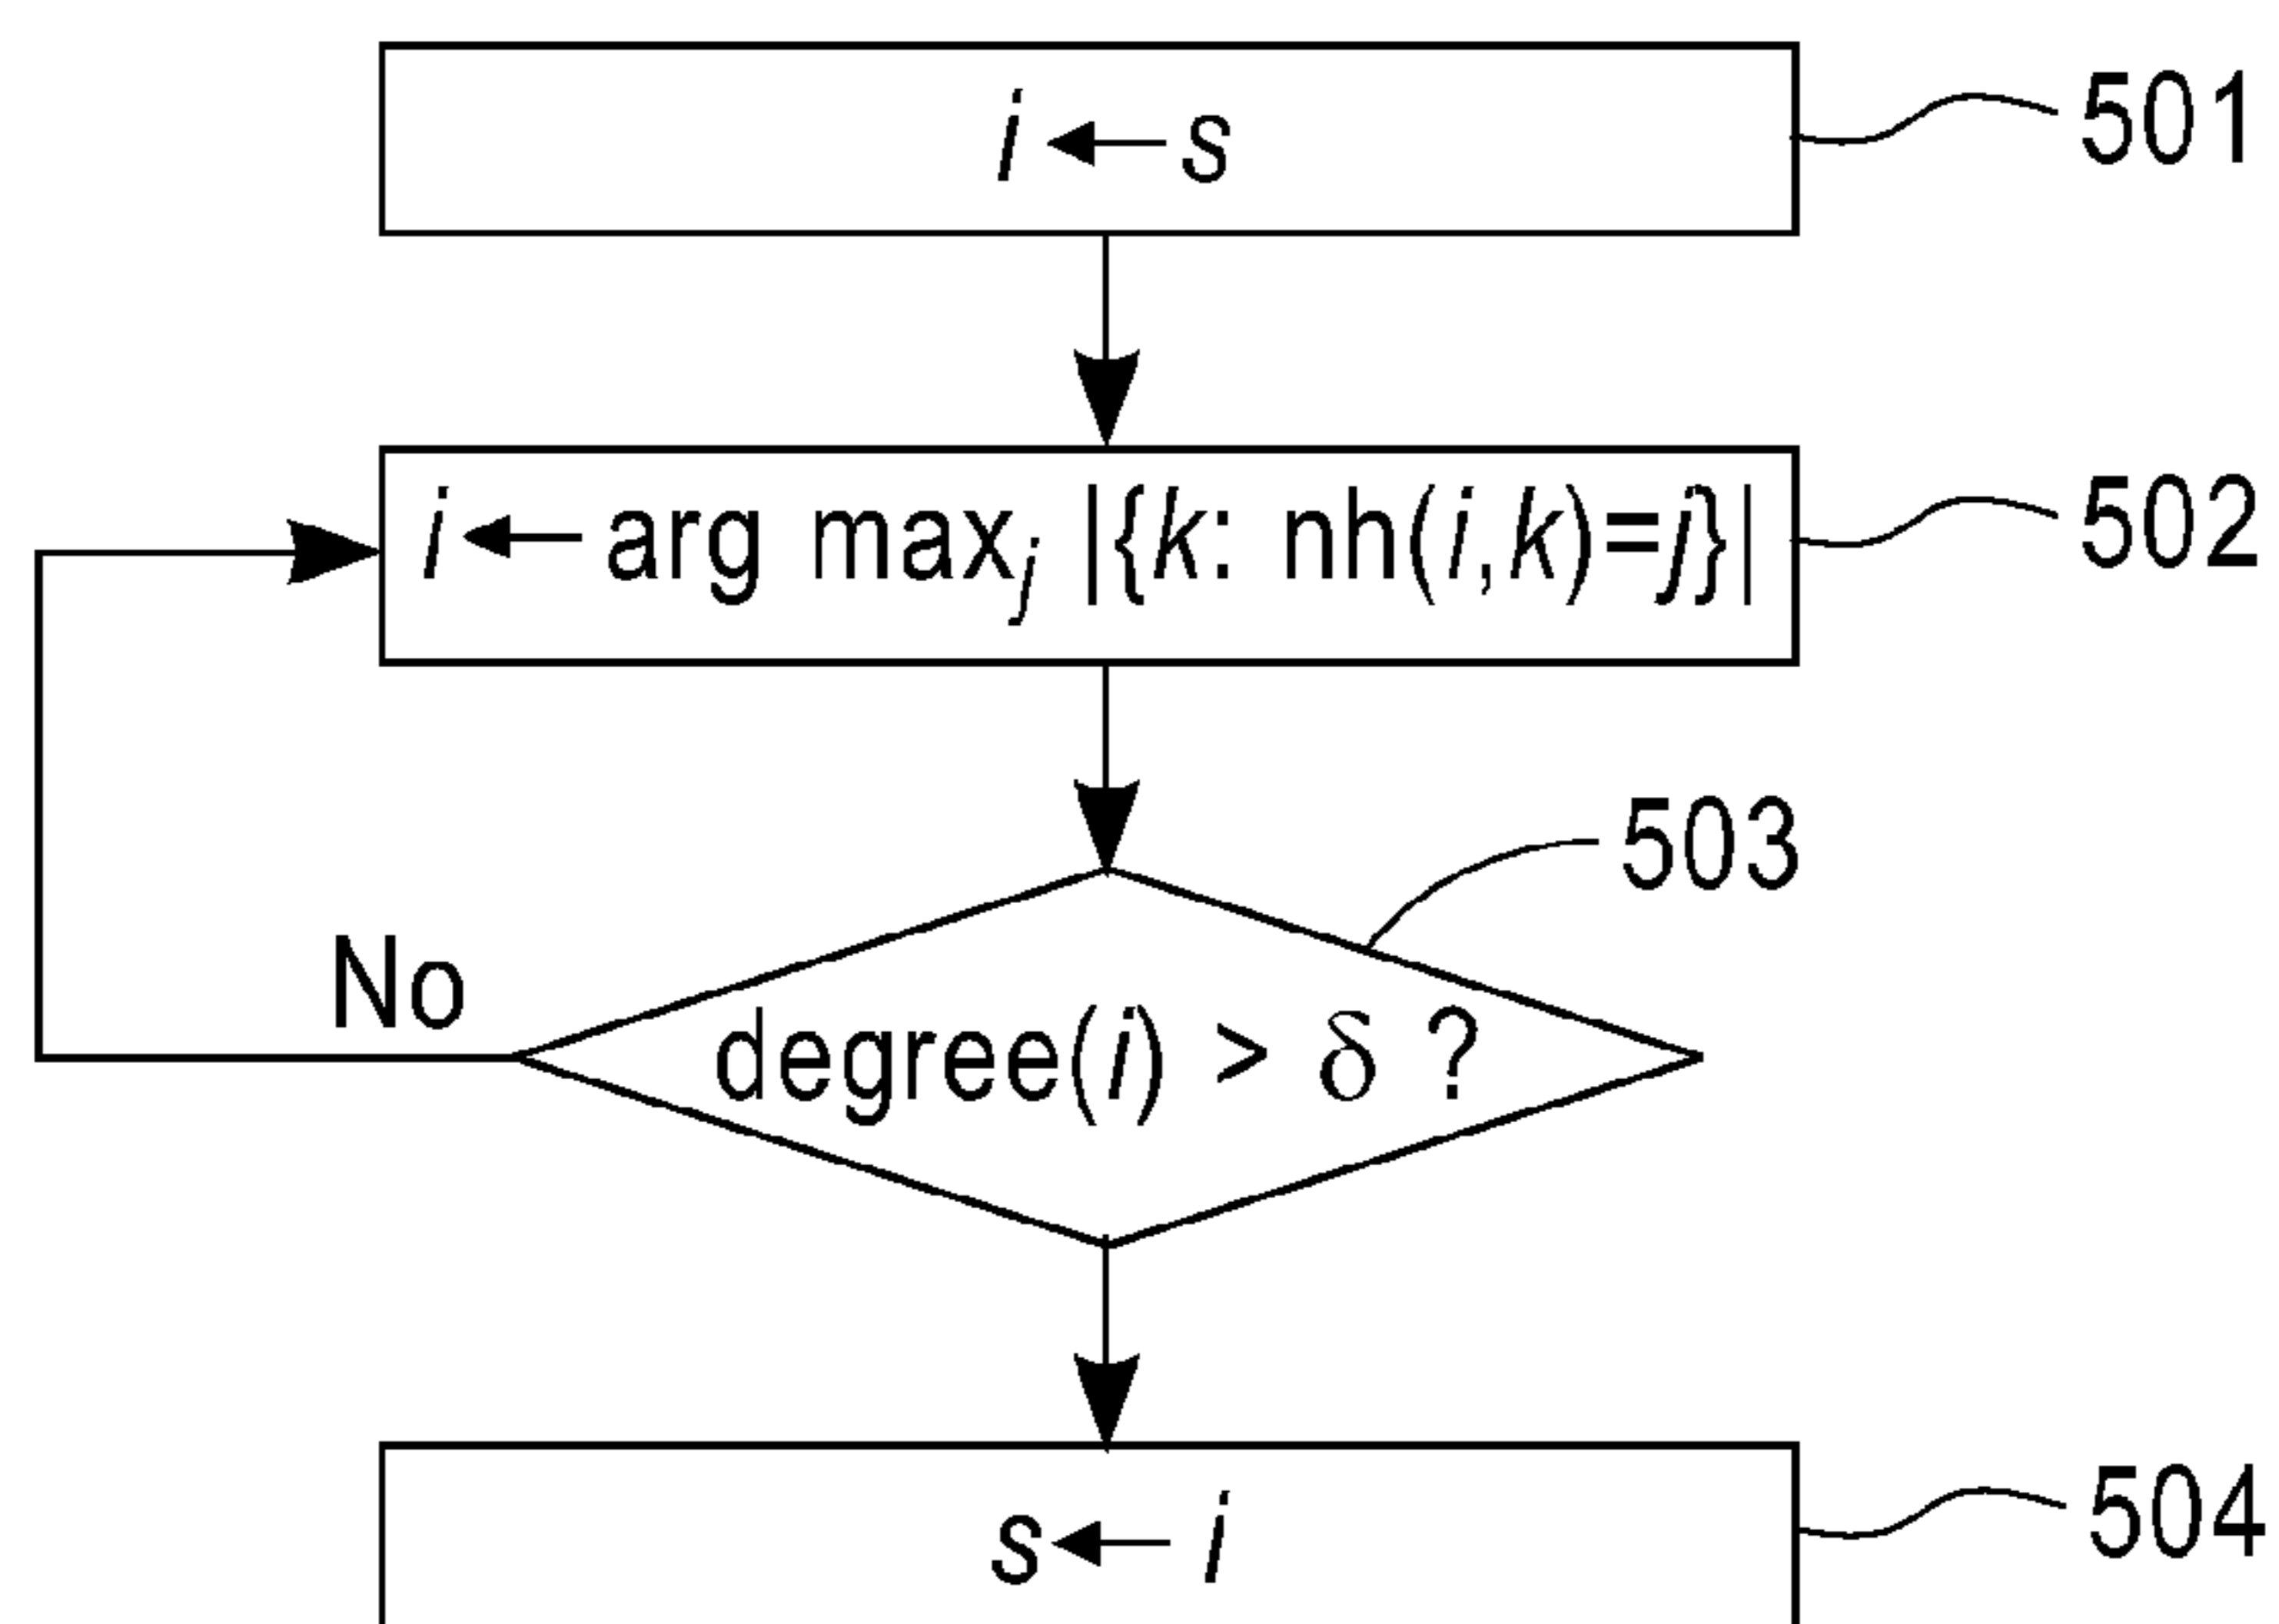 i ← s
501
i ← arg max_j |{k: nh(i,k)=j}|
502
503
No
degree(i) > δ ?
s ← i
504